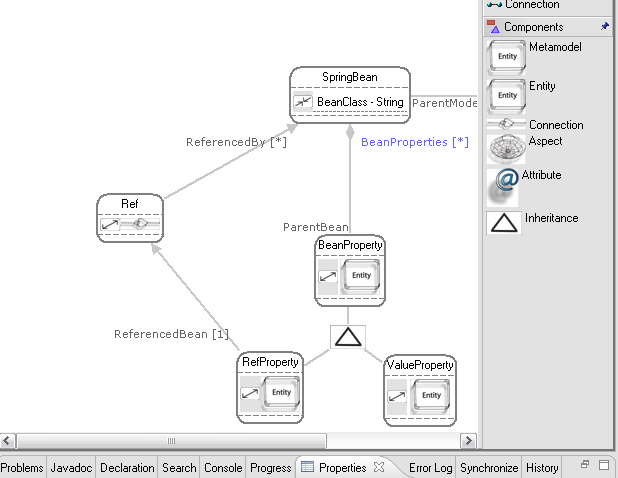 Connection
Components
Entity
Metamodel
Entity
Entity
Connection
Aspect
Attribute
Inheritance
SpringBean
BeanClass - String
ParentMode
ReferencedBy [*]
BeanProperties [*]
Ref
ParentBean
BeanProperty
Entity
ReferencedBean [1]
RefProperty
Entity
ValueProperty
Entity
Problems Javadoc Declaration Search Console Progress Properties Error Log Synchronize History